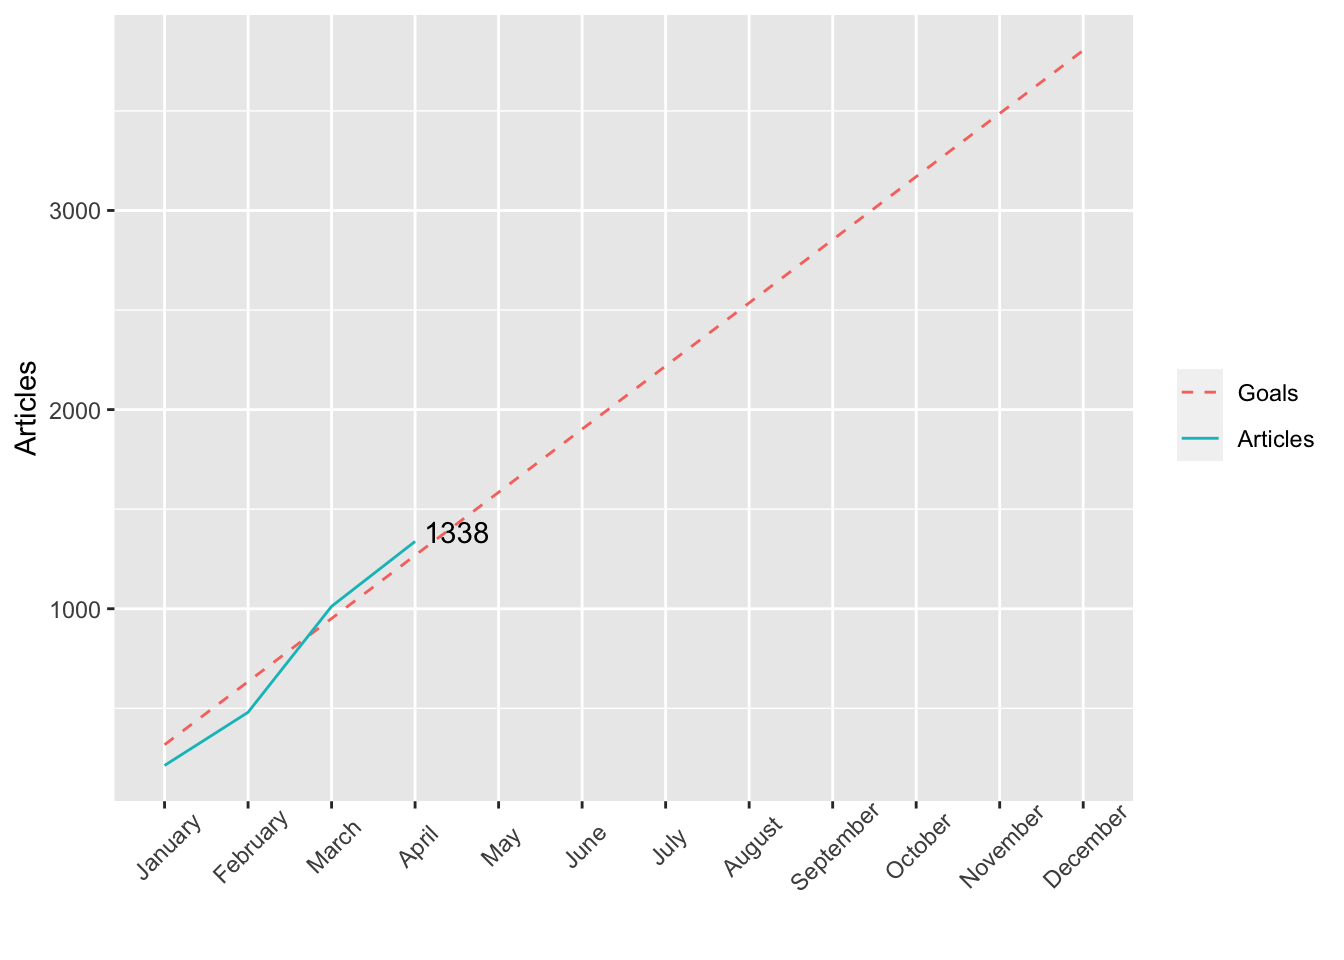 3000
2000
1000
Articles
1338
January
February
March
April
May
June
July
August
September
October
November
December
Goals
Articles